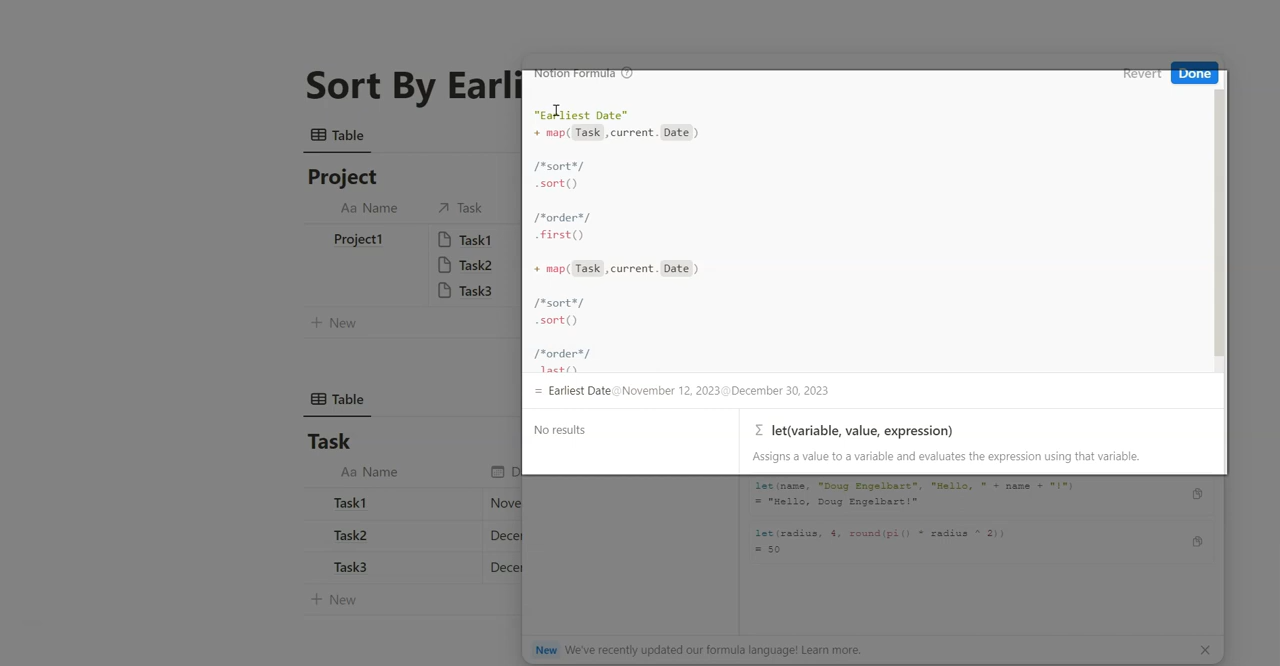 Sort By Earli
Table
Project
Aa Name
Task
Project1
Task1
Task2
Task3
+ New
Table
Task
Aa Name
D
Task1
Nove
Task2
Decem
Task3
Decem
+ New
Notion Formula
Revert
Done
"Earliest Date"
+ map(Task,current.Date)
/*sort*/
.sort()
/*order*/
.first()
+ map(Task,current.Date)
/*sort*/
.sort()
/*order*/
.last()
= Earliest Date@November 12, 2023@December 30, 2023
No results
Σ let(variable, value, expression)
Assigns a value to a variable and evaluates the expression using that variable.
let(name, "Doug Engelbart", "Hello, " + name + "!")
= "Hello, Doug Engelbart!"
let(radius, 4, round(pi() * radius ^ 2))
= 50
New We've recently updated our formula language! Learn more.